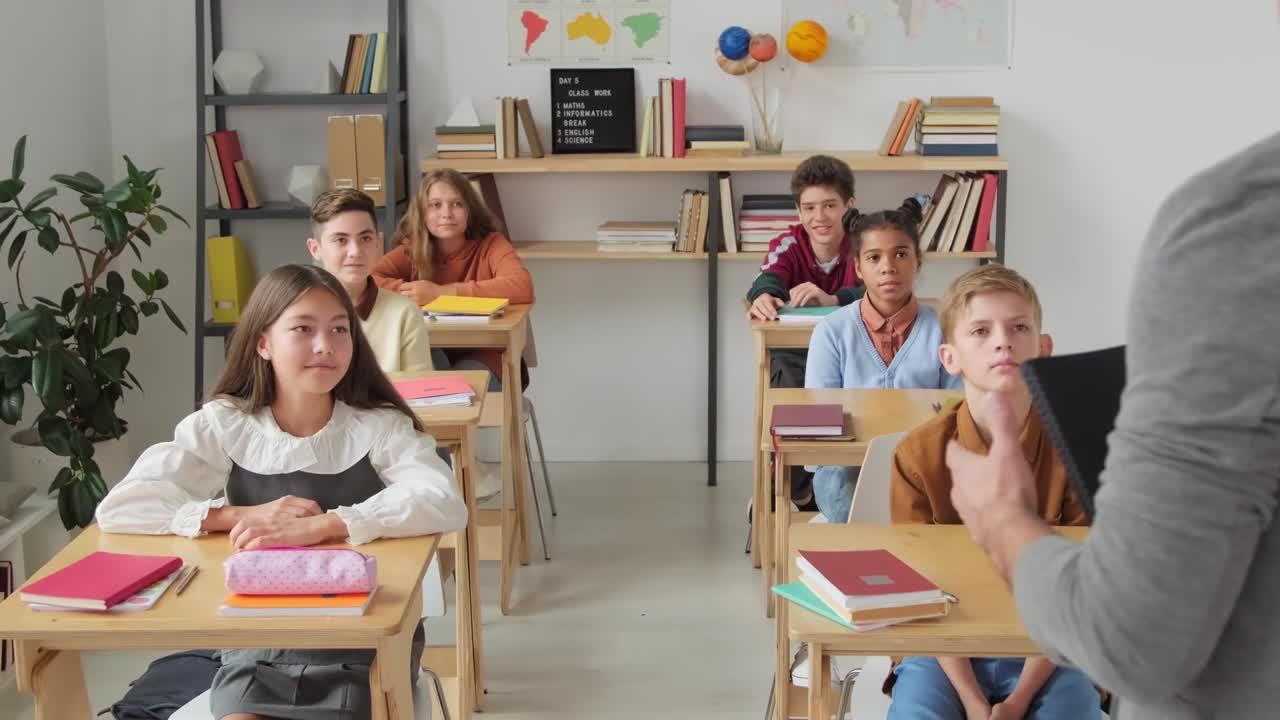 DAY 5
CLASS WORK
1 MATHS
2 INFORMATICS
BREAK
3 ENGLISH
4 SCIENCE